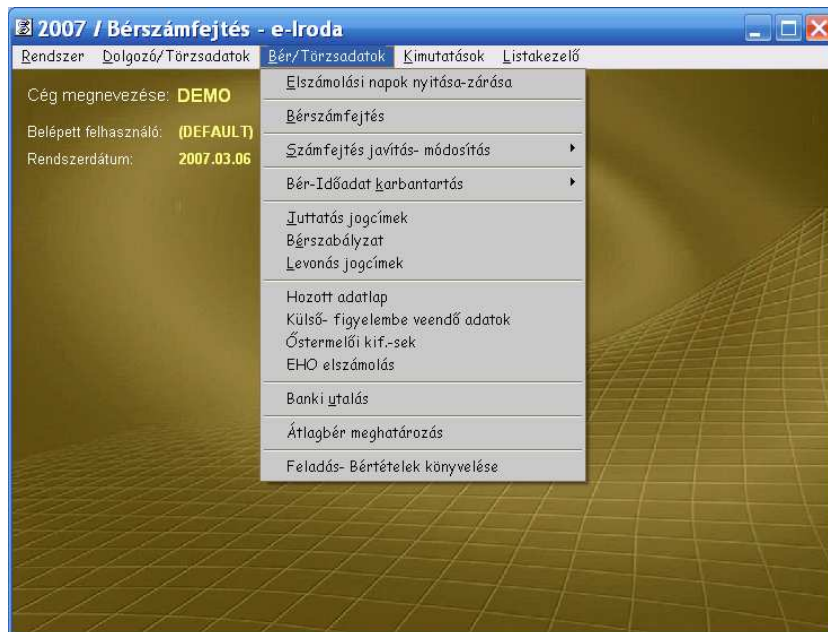 2007 / Bérszámfejtés - e-Iroda
Rendszer Dolgozó/Törzsadatok Bér/Törzsadatok Kimutatások Listakezelő
Cég megnevezése: DEMO
Belépett felhasználó: (DEFAULT)
Rendszerdátum: 2007.03.06
Elszámolási napok nyitása-zárása
Bérszámfejtés
Számfejtés javítás- módosítás
Bér-Időadat karbantartás
Juttatás jogcímek
Bérszabályzat
Levonás jogcímek
Hozott adatlap
Külső- figyelembe veendő adatok
Őstermelői kif.-sek
EHO elszámolás
Banki utalás
Átlagbér meghatározás
Feladás- Bértételek könyvelése